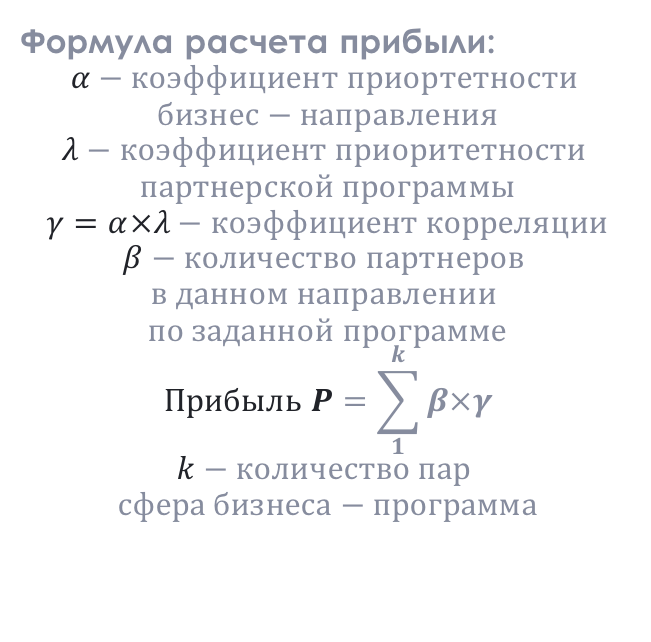 Формула расчета прибыли:
α − коэффициент приортетности
бизнес − направления
λ − коэффициент приоритетности
партнерской программы
γ = α×λ − коэффициент корреляции
β − количество партнеров
в данном направлении
по заданной программе
k
Прибыль P = ∑ β×γ
1
k − количество пар
сфера бизнеса − программа